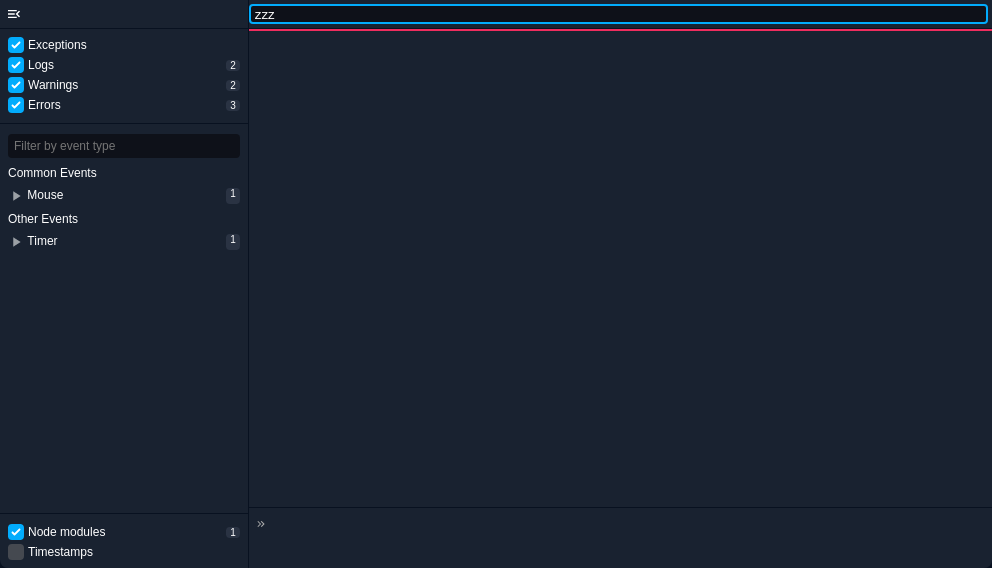 zzz
Exceptions
Logs 2
Warnings 2
Errors 3
Filter by event type
Common Events
Mouse 1
Other Events
Timer 1
»
Node modules 1
Timestamps